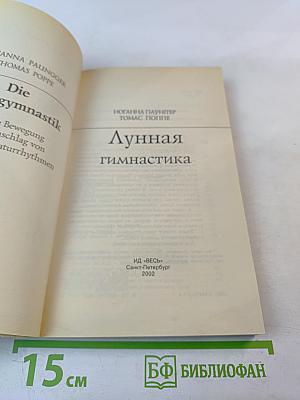 ANNA PAUNGGER
THOMAS POPPE
Die
gymnastik
Bewegung
nschlag von
aturrhythmen
ИОГАННА ПАУНГГЕР
ТОМАС ПОППЕ
Лунная
гимнастика
ИД «ВЕСЬ»
Санкт-Петербург
2002
15 см
БФ БИБЛИОФАН